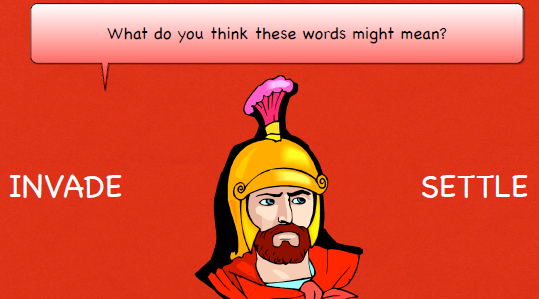 What do you think these words might mean?
INVADE
SETTLE